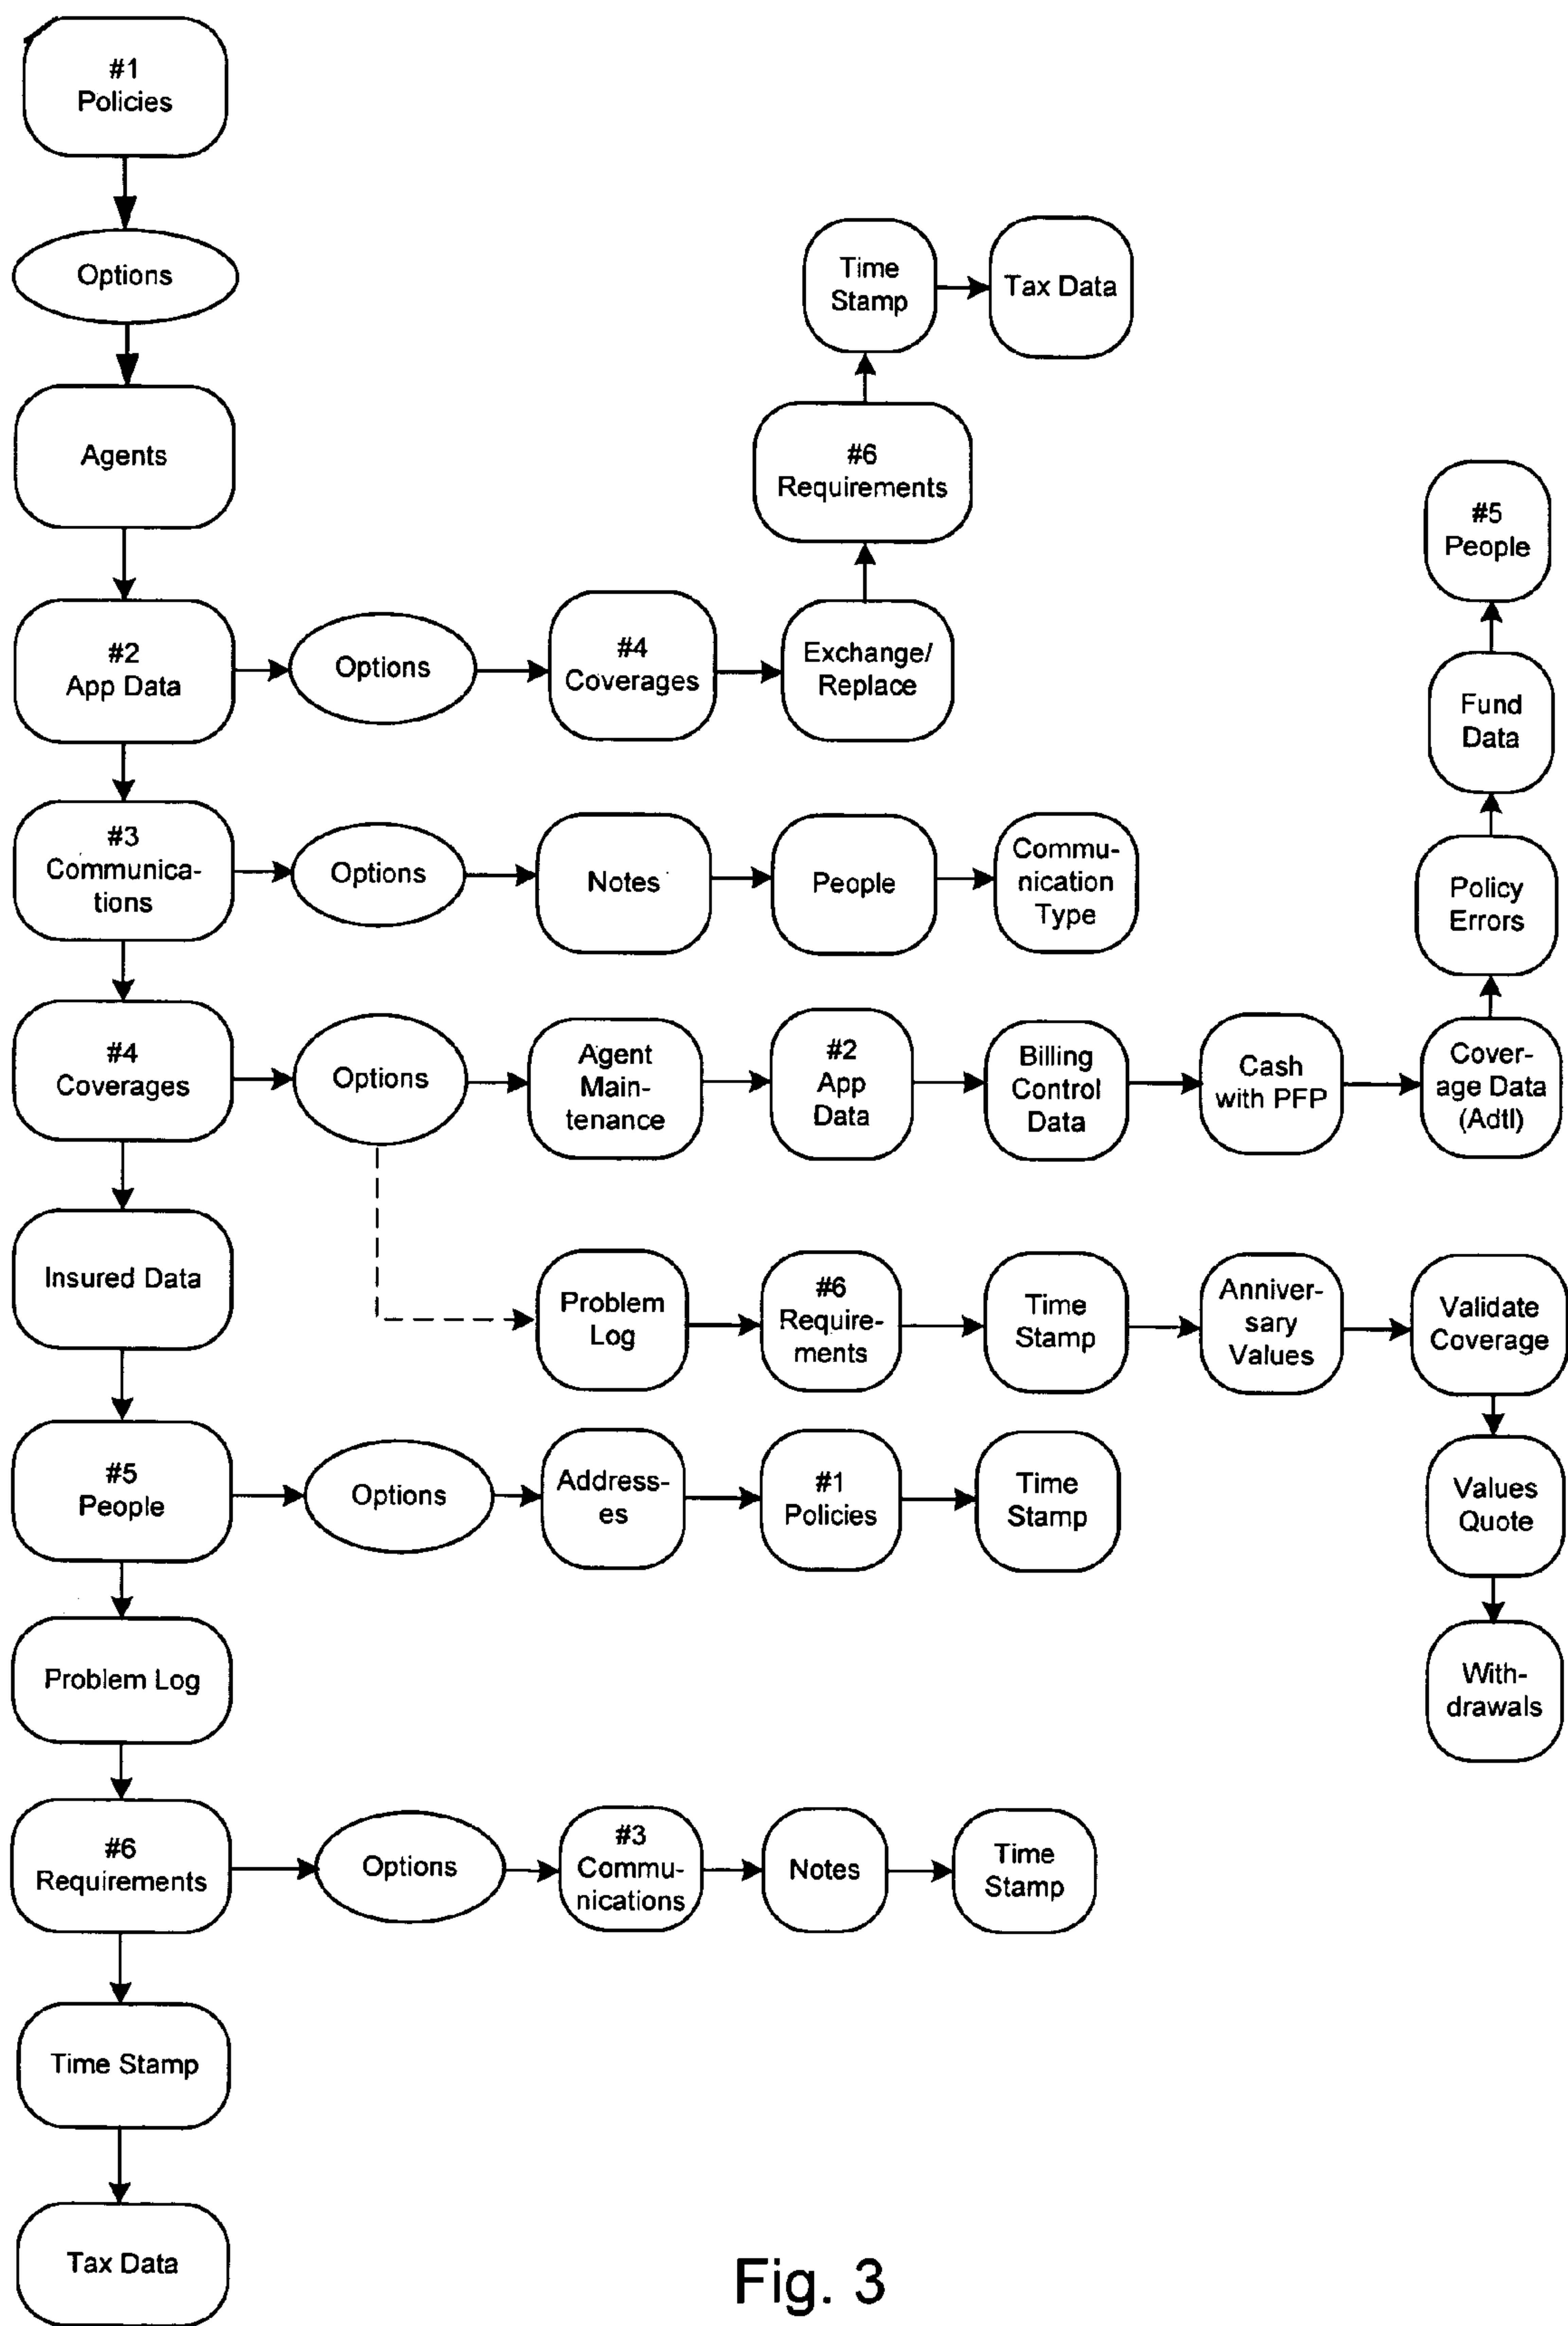 #1
Policies
Options
Agents
Time
Stamp
Tax Data
#6
Requirements
#5
People
#2
App Data
Options
#4
Coverages
Exchange/
Replace
Fund
Data
#3
Communica-
tions
Options
Notes
People
Commu-
nication
Type
Policy
Errors
#4
Coverages
Options
Agent
Main-
tenance
#2
App
Data
Billing
Control
Data
Cash
with PFP
Cover-
age Data
(Adtl)
Insured Data
Problem
Log
#6
Require-
ments
Time
Stamp
Anniver-
sary
Values
Validate
Coverage
#5
People
Options
Address-
es
#1
Policies
Time
Stamp
Values
Quote
Problem Log
With-
drawals
#6
Requirements
Options
#3
Commu-
nications
Notes
Time
Stamp
Time Stamp
Tax Data
Fig. 3